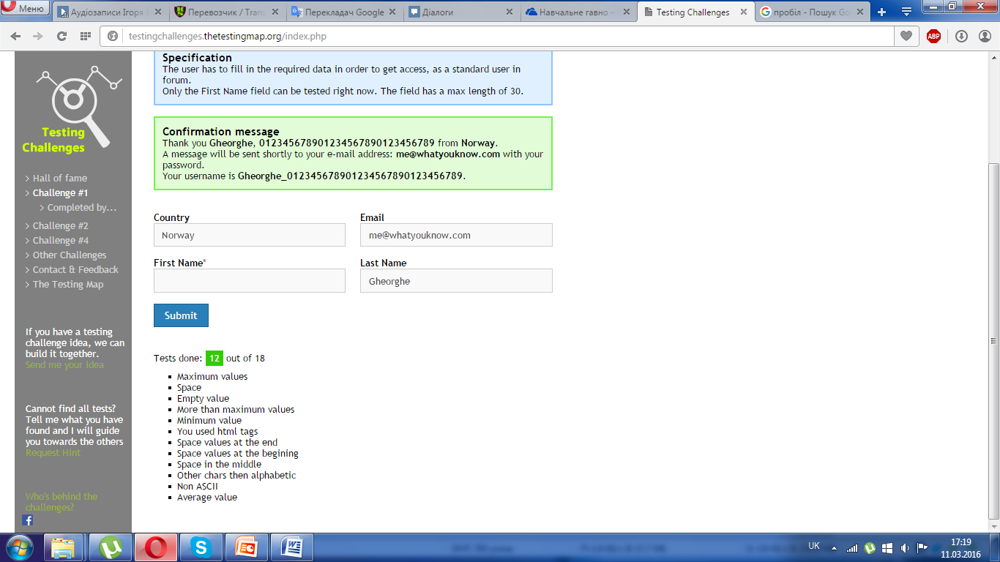 Меню
Аудіозаписи Ігоря
Перевозчик / Trans
Перекладач Google
Діалоги
Навчальне гавно –
Testing Challenges
пробіл - Пошук Go
testingchallenges.thetestingmap.org/index.php
ABP
Testing
Challenges
Hall of fame
Challenge #1
Completed by...
Challenge #2
Challenge #4
Other Challenges
Contact & Feedback
The Testing Map
If you have a testing
challenge idea, we can
build it together.
Send me your idea
Cannot find all tests?
Tell me what you have
found and I will guide
you towards the others
Request Hint
Who's behind the
challenges?
Specification
The user has to fill in the required data in order to get access, as a standard user in
forum.
Only the First Name field can be tested right now. The field has a max length of 30.
Confirmation message
Thank you Gheorghe, 012345678901234567890123456789 from Norway.
A message will be sent shortly to your e-mail address: me@whatyouknow.com with your
password.
Your username is Gheorghe_012345678901234567890123456789.
Country
Email
Norway
me@whatyouknow.com
First Name*
Last Name
Gheorghe
Submit
Tests done: 12 out of 18
Maximum values
Space
Empty value
More than maximum values
Minimum value
You used html tags
Space values at the end
Space values at the begining
Space in the middle
Other chars then alphabetic
Non ASCII
Average value
UK
17:19
11.03.2016